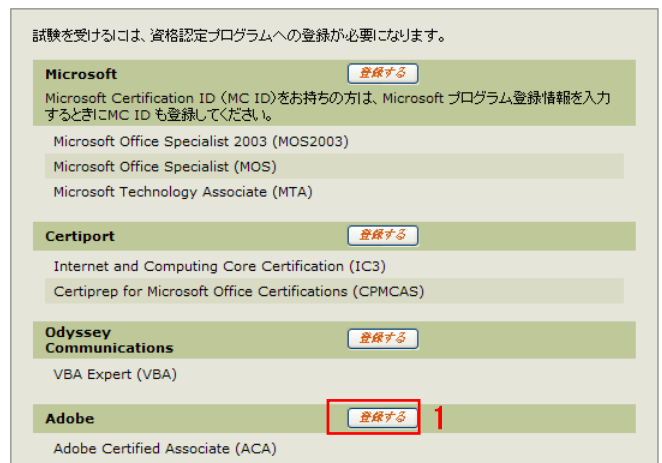 試験を受けるには、資格認定プログラムへの登録が必要になります。
Microsoft 登録する
Microsoft Certification ID (MC ID)をお持ちの方は、Microsoft プログラム登録情報を入力
するときにMC ID も登録してください。
Microsoft Office Specialist 2003 (MOS2003)
Microsoft Office Specialist (MOS)
Microsoft Technology Associate (MTA)
Certiport 登録する
Internet and Computing Core Certification (IC3)
Certiprep for Microsoft Office Certifications (CPMCAS)
Odyssey
Communications 登録する
VBA Expert (VBA)
Adobe 登録する 1
Adobe Certified Associate (ACA)